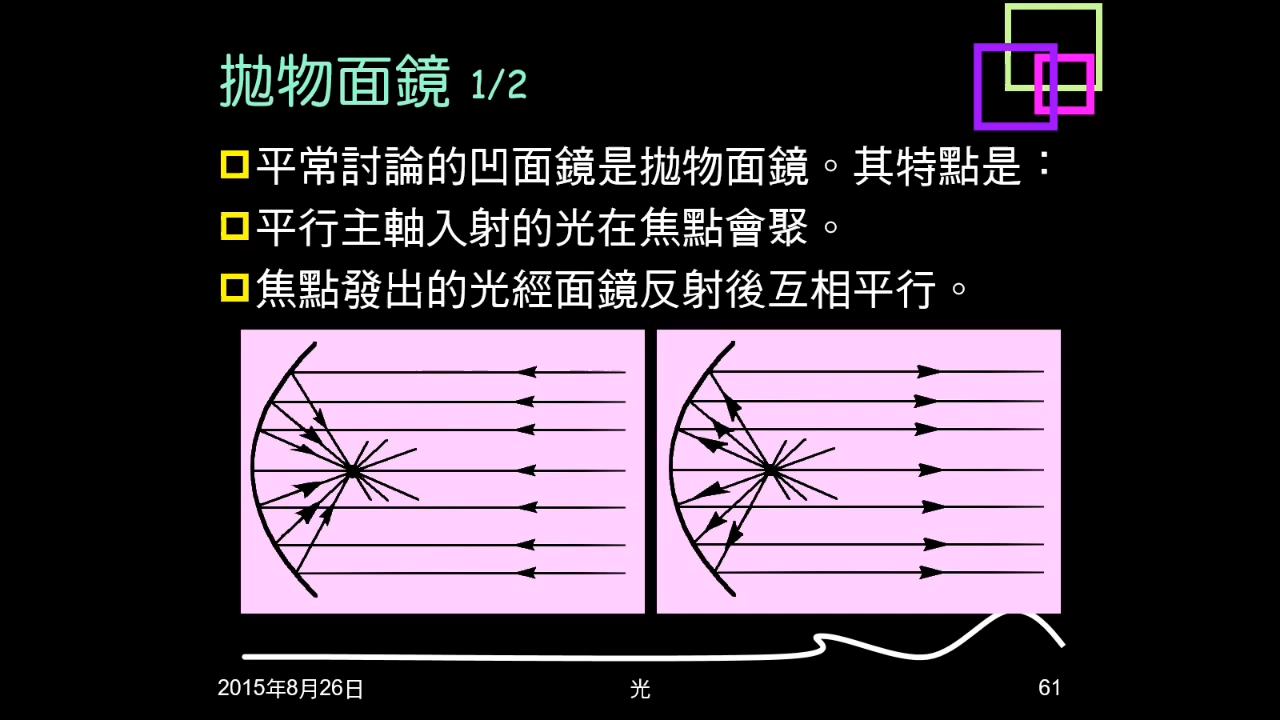 拋物面鏡 1/2
平常討論的凹面鏡是拋物面鏡。其特點是：
平行主軸入射的光在焦點會聚。
焦點發出的光經面鏡反射後互相平行。
2015年8月26日
光
61